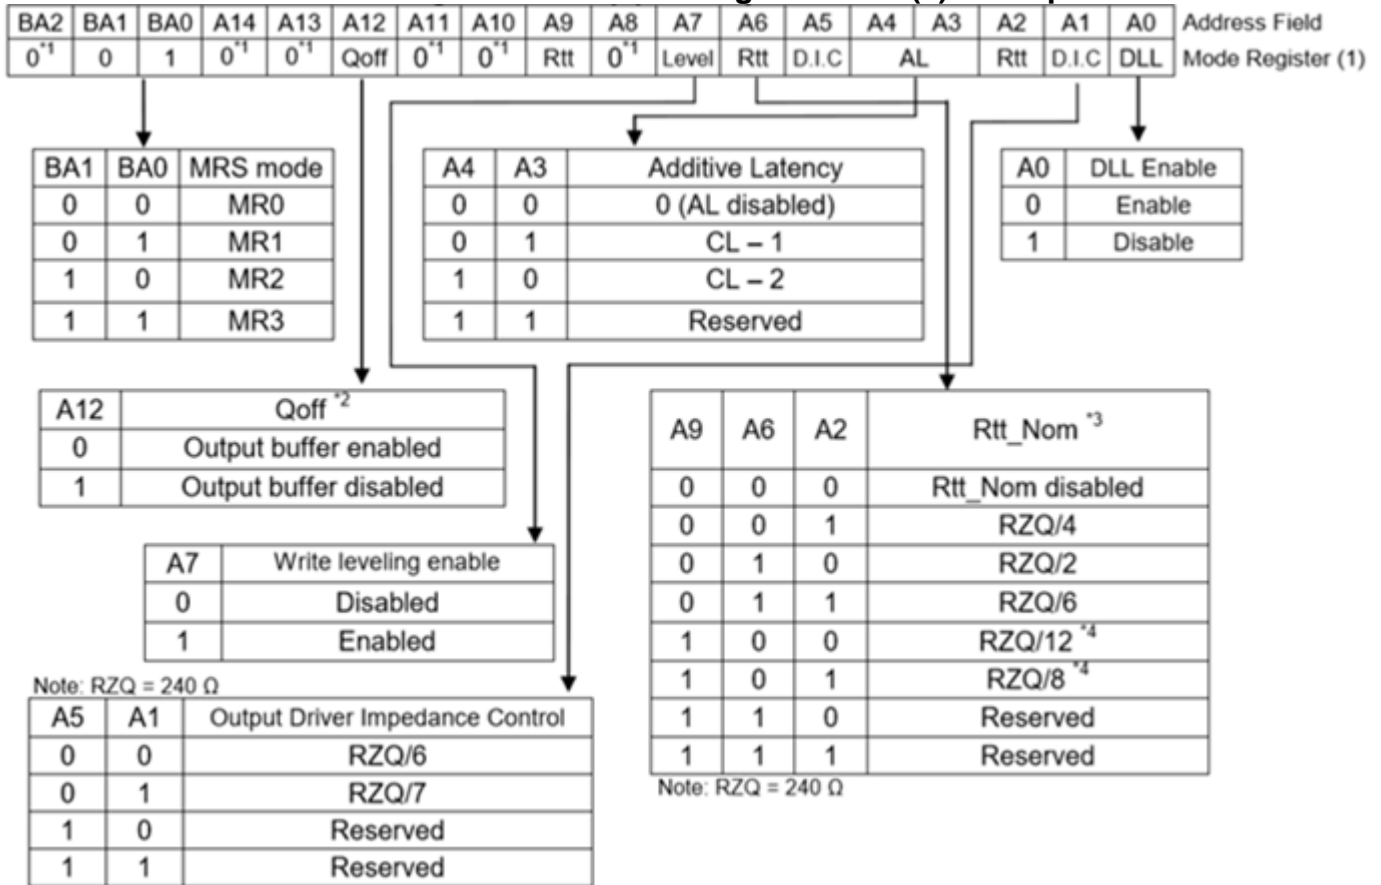 BA2 BA1 BA0 A14 A13 A12 A11 A10 A9 A8 A7 A6 A5 A4 A3 A2 A1 A0 Address Field
0*1 0 1 0*1 0*1 Qoff 0*1 0*1 Rtt 0*1 Level Rtt D.I.C AL Rtt D.I.C DLL Mode Register (1)
BA1 BA0 MRS mode
0 0 MR0
0 1 MR1
1 0 MR2
1 1 MR3
A4 A3 Additive Latency
0 0 0 (AL disabled)
0 1 CL – 1
1 0 CL – 2
1 1 Reserved
A0 DLL Enable
0 Enable
1 Disable
A12 Qoff *2
0 Output buffer enabled
1 Output buffer disabled
A9 A6 A2 Rtt_Nom *3
0 0 0 Rtt_Nom disabled
0 0 1 RZQ/4
0 1 0 RZQ/2
0 1 1 RZQ/6
1 0 0 RZQ/12 *4
1 0 1 RZQ/8 *4
1 1 0 Reserved
1 1 1 Reserved
Note: RZQ = 240 Ω
A7 Write leveling enable
0 Disabled
1 Enabled
Note: RZQ = 240 Ω
A5 A1 Output Driver Impedance Control
0 0 RZQ/6
0 1 RZQ/7
1 0 Reserved
1 1 Reserved